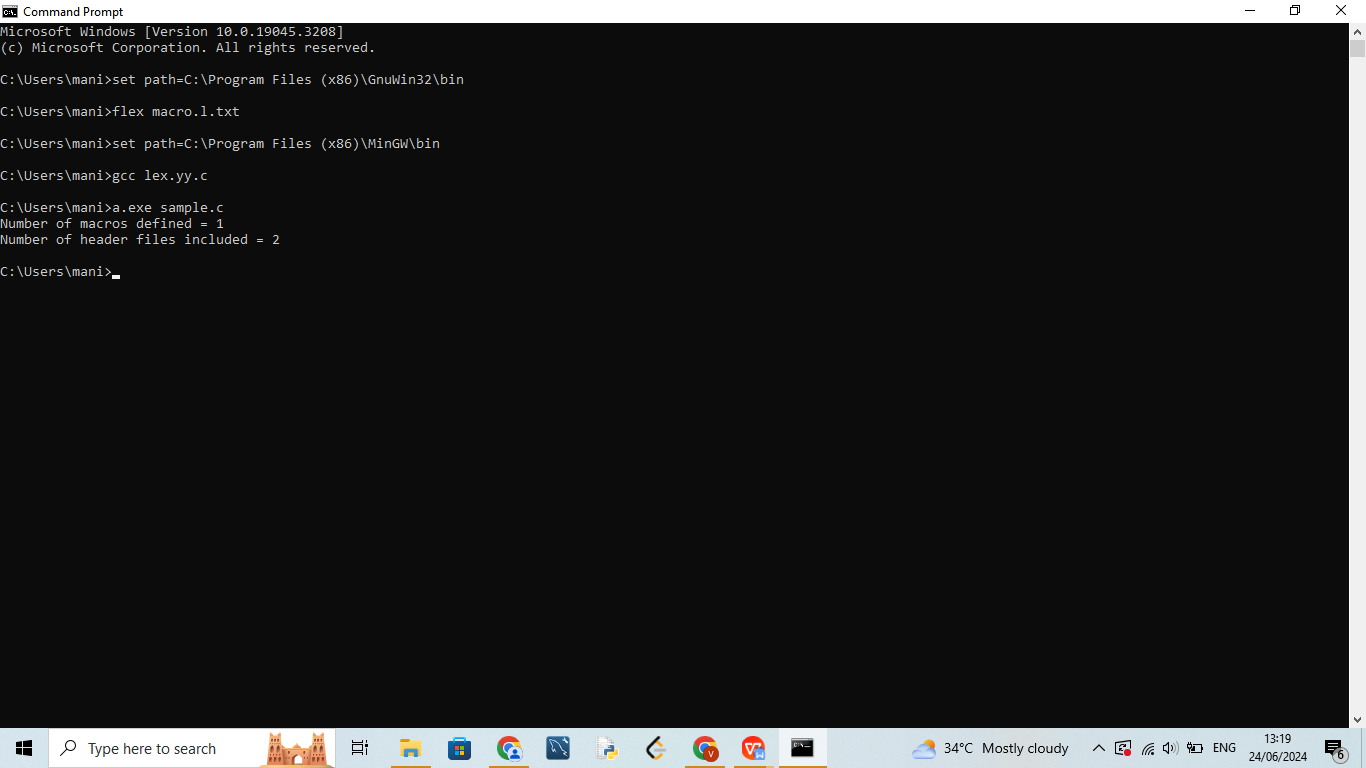 Command Prompt
Microsoft Windows [Version 10.0.19045.3208]
(c) Microsoft Corporation. All rights reserved.
C:\Users\mani>set path=C:\Program Files (x86)\GnuWin32\bin
C:\Users\mani>flex macro.l.txt
C:\Users\mani>set path=C:\Program Files (x86)\MinGW\bin
C:\Users\mani>gcc lex.yy.c
C:\Users\mani>a.exe sample.c
Number of macros defined = 1
Number of header files included = 2
C:\Users\mani>
Type here to search
34°C Mostly cloudy
ENG
13:19
24/06/2024
6